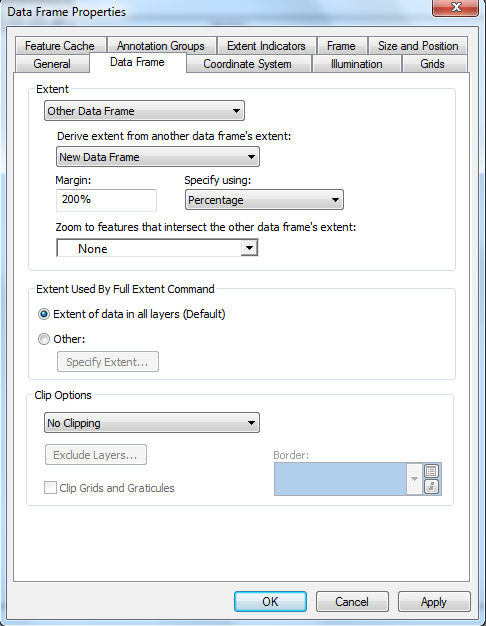 Data Frame Properties
Feature Cache Annotation Groups Extent Indicators Frame Size and Position
General Data Frame Coordinate System Illumination Grids
Extent
Other Data Frame
Derive extent from another data frame's extent:
New Data Frame
Margin: Specify using:
200% Percentage
Zoom to features that intersect the other data frame's extent:
None
Extent Used By Full Extent Command
Extent of data in all layers (Default)
Other:
Specify Extent...
Clip Options
No Clipping
Exclude Layers... Border:
Clip Grids and Graticules
OK Cancel Apply